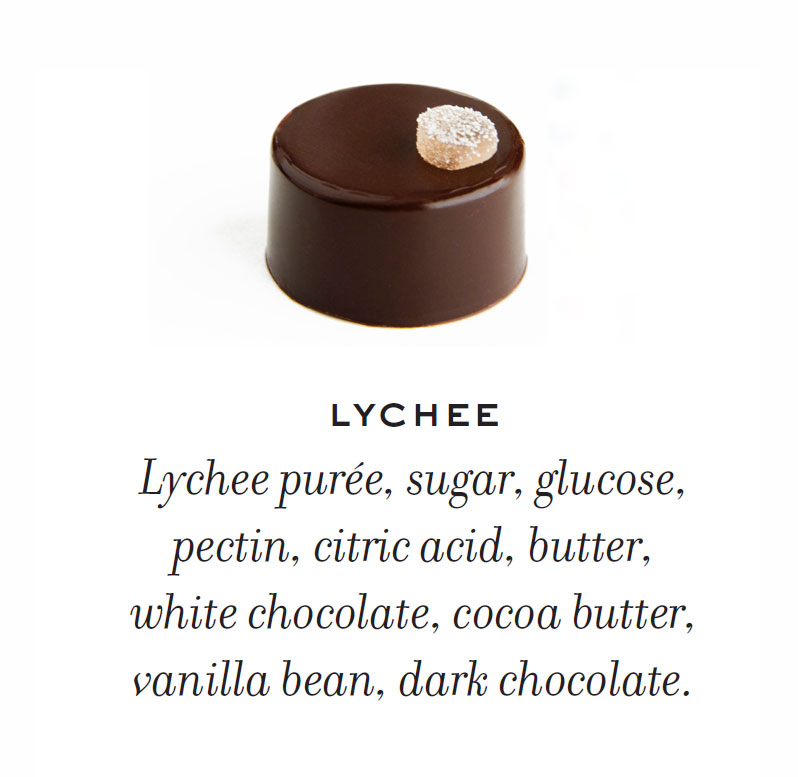 LYCHEE
Lychee purée, sugar, glucose,
pectin, citric acid, butter,
white chocolate, cocoa butter,
vanilla bean, dark chocolate.